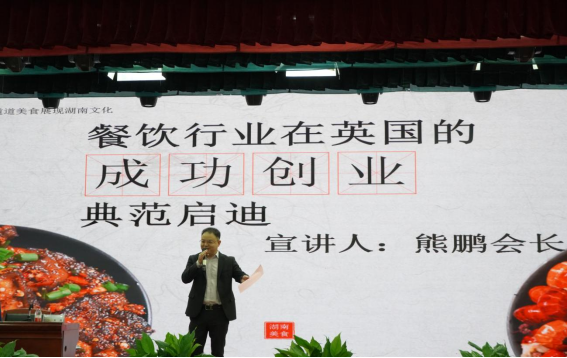 道美食展现湖南文化
餐饮行业在英国的
成功创业
典范启迪
宣讲人：熊鹏会长
湖南
美食